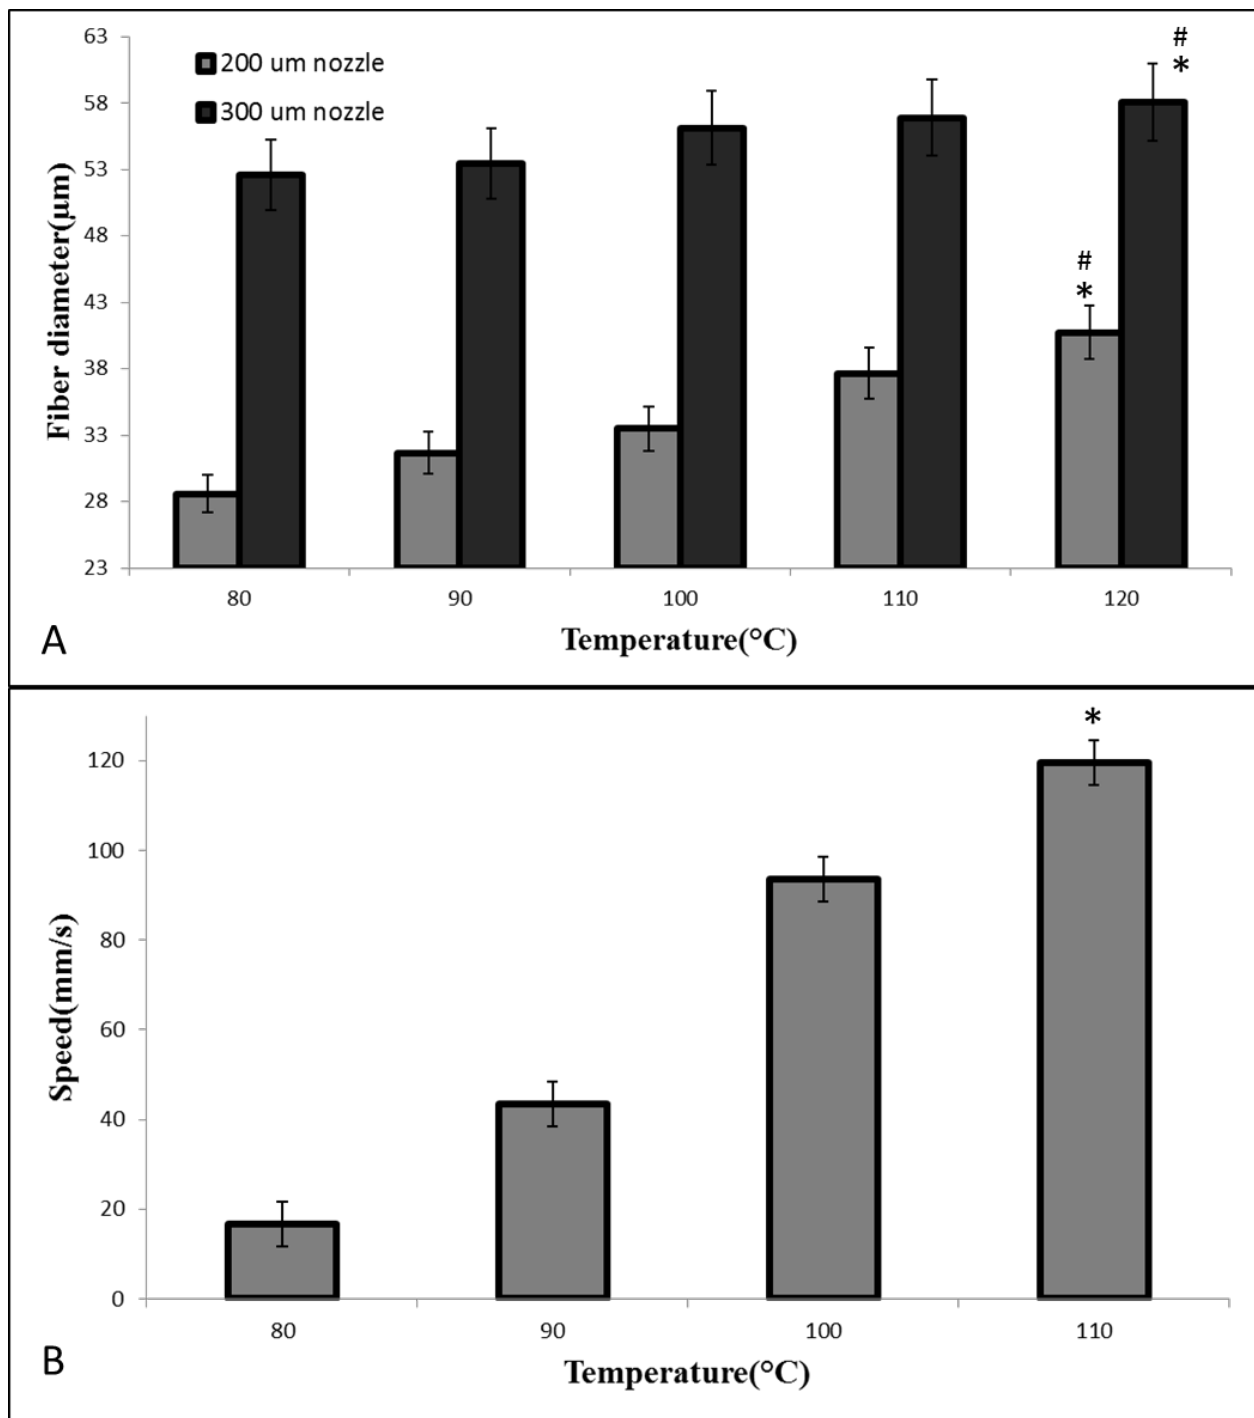 63
58
53
48
43
38
33
28
23
Fiber diameter(µm)
200 um nozzle
300 um nozzle
#
*
#
*
80 90 100 110 120
Temperature(°C)
A
120
100
80
60
40
20
0
Speed(mm/s)
*
80 90 100 110
Temperature(°C)
B